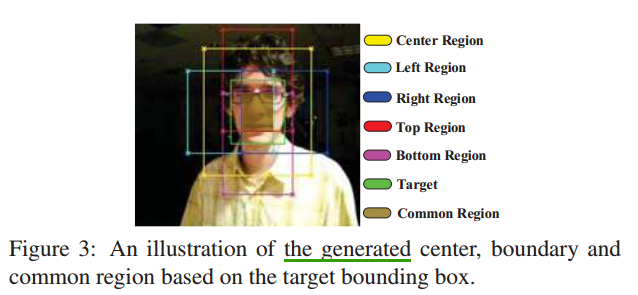 Center Region
Left Region
Right Region
Top Region
Bottom Region
Target
Common Region
Figure 3: An illustration of the generated center, boundary and
common region based on the target bounding box.